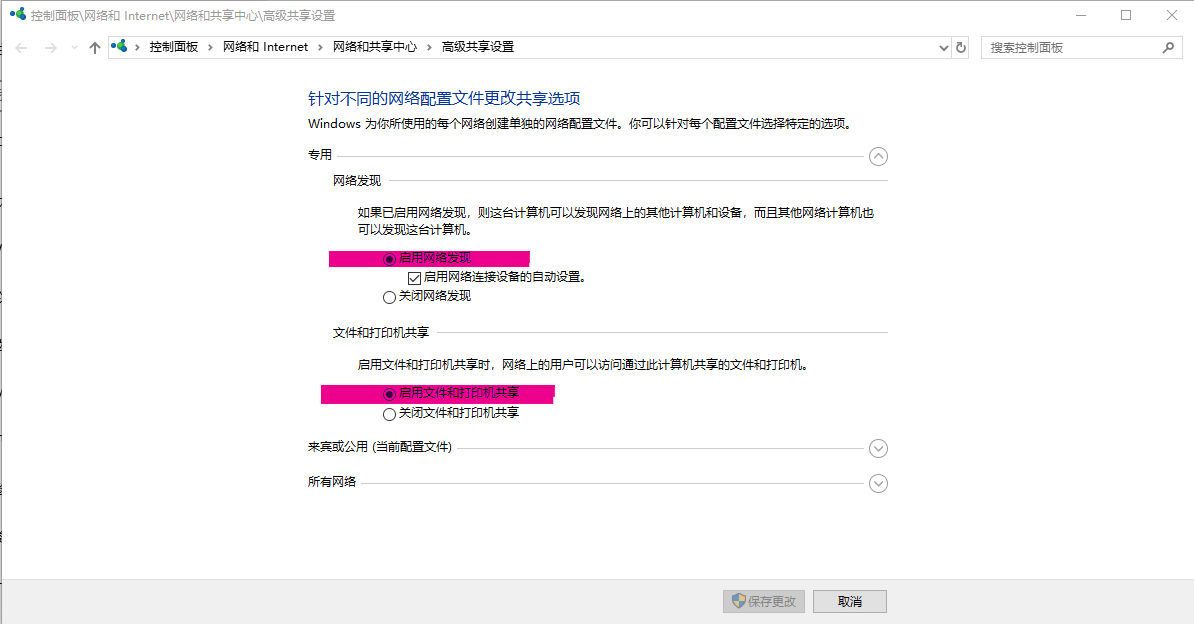 控制面板\网络和 Internet\网络和共享中心\高级共享设置
控制面板 > 网络和 Internet > 网络和共享中心 > 高级共享设置
搜索控制面板
针对不同的网络配置文件更改共享选项
Windows 为你所使用的每个网络创建单独的网络配置文件。你可以针对每个配置文件选择特定的选项。
专用
网络发现
如果已启用网络发现，则这台计算机可以发现网络上的其他计算机和设备，而且其他网络计算机也
可以发现这台计算机。
启用网络发现
启用网络连接设备的自动设置。
关闭网络发现
文件和打印机共享
启用文件和打印机共享时，网络上的用户可以访问通过此计算机共享的文件和打印机。
启用文件和打印机共享
关闭文件和打印机共享
来宾或公用 (当前配置文件)
所有网络
保存更改
取消